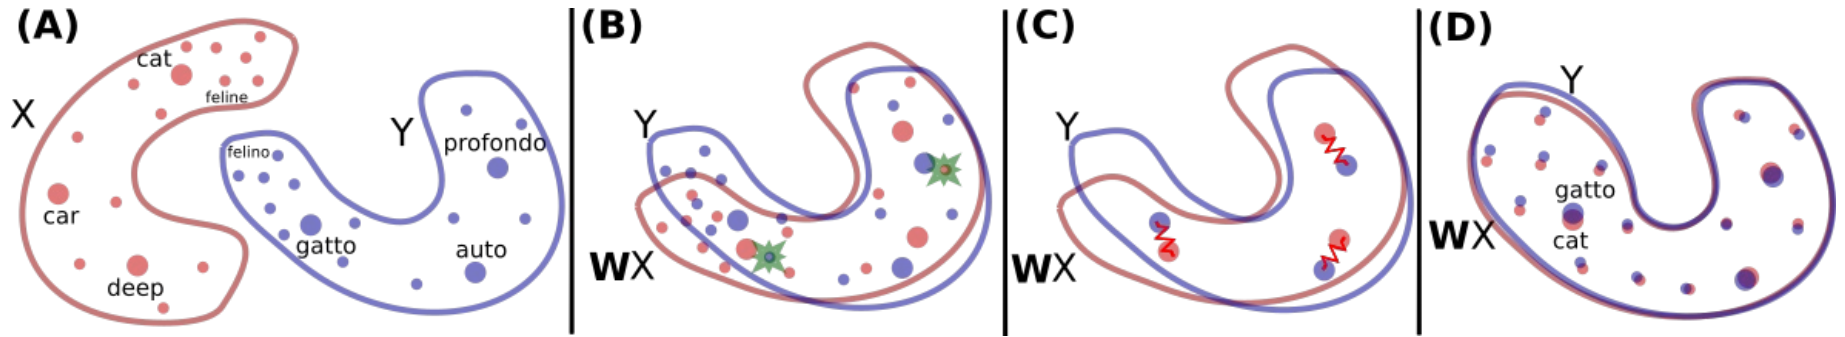 (A)
X
cat
feline
car
deep
Y
felino
profondo
gatto
auto
(B)
Y
WX
(C)
Y
WX
(D)
Y
gatto
cat
WX